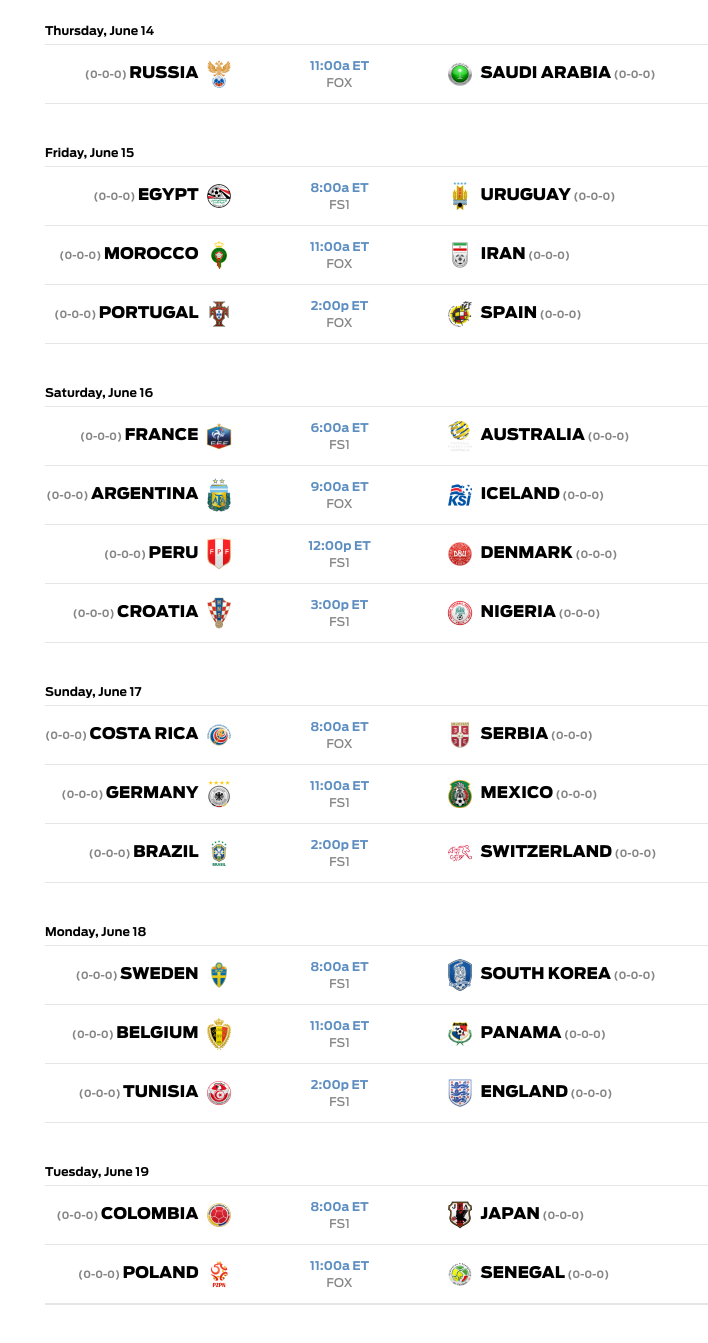 Thursday, June 14
(0-0-0) RUSSIA 11:00a ET SAUDI ARABIA (0-0-0)
FOX
Friday, June 15
(0-0-0) EGYPT 8:00a ET URUGUAY (0-0-0)
FS1
(0-0-0) MOROCCO 11:00a ET IRAN (0-0-0)
FOX
(0-0-0) PORTUGAL 2:00p ET SPAIN (0-0-0)
FOX
Saturday, June 16
(0-0-0) FRANCE FFF 6:00a ET AUSTRALIA (0-0-0)
FS1
(0-0-0) ARGENTINA 9:00a ET KSÍ ICELAND (0-0-0)
FOX
(0-0-0) PERU FPF 12:00p ET DBU DENMARK (0-0-0)
FS1
(0-0-0) CROATIA 3:00p ET NIGERIA (0-0-0)
FS1
Sunday, June 17
(0-0-0) COSTA RICA 8:00a ET SERBIA (0-0-0)
FOX
(0-0-0) GERMANY 11:00a ET MEXICO (0-0-0)
FS1
(0-0-0) BRAZIL 2:00p ET SWITZERLAND (0-0-0)
BRASIL FS1
Monday, June 18
(0-0-0) SWEDEN 8:00a ET SOUTH KOREA (0-0-0)
FS1
(0-0-0) BELGIUM 11:00a ET PANAMA (0-0-0)
FS1
(0-0-0) TUNISIA 2:00p ET ENGLAND (0-0-0)
FS1
Tuesday, June 19
(0-0-0) COLOMBIA 8:00a ET JAPAN (0-0-0)
FS1
(0-0-0) POLAND 11:00a ET SENEGAL (0-0-0)
PZPN FOX